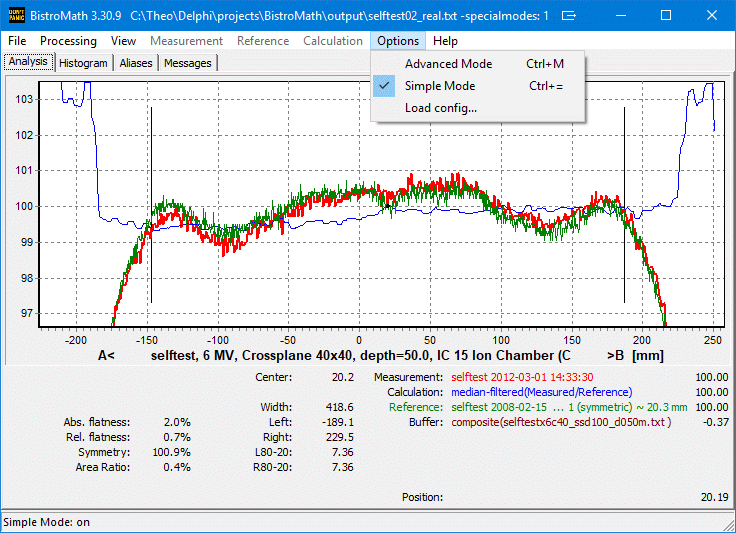 DON'T PANIC
BistroMath 3.30.9 C:\Theo\Delphi\projects\BistroMath\output\selftest02_real.txt -specialmodes: 1
File Processing View Measurement Reference Calculation Options Help
Advanced Mode Ctrl+M
Simple Mode Ctrl+=
Load config...
Analysis Histogram Aliases Messages
103
102
101
100
99
98
97
-200 -150 -100 -50 0 50 100 150 200 250
A< selftest, 6 MV, Crossplane 40x40, depth=50.0, IC 15 Ion Chamber (C >B [mm]
Center: 20.2 Measurement: selftest 2012-03-01 14:33:30 100.00
Calculation: median-filtered(Measured/Reference) 100.00
Width: 418.6 Reference: selftest 2008-02-15 ... 1 (symmetric) ~ 20.3 mm 100.00
Abs. flatness: 2.0% Left: -189.1 Buffer: composite(selftestx6c40_ssd100_d050m.txt ) -0.37
Rel. flatness: 0.7% Right: 229.5
Symmetry: 100.9% L80-20: 7.36
Area Ratio: 0.4% R80-20: 7.36
Position: 20.19
Simple Mode: on